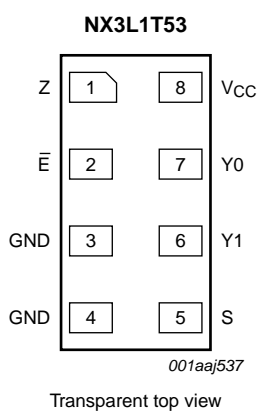 NX3L1T53
Z 1 8 VCC
E̅ 2 7 Y0
GND 3 6 Y1
GND 4 5 S
001aaj537
Transparent top view